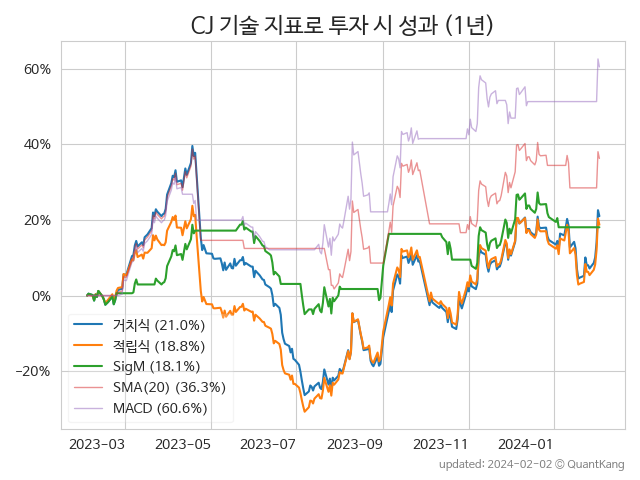 CJ 기술 지표로 투자 시 성과 (1년)
60%
40%
20%
0%
−20%
거치식 (21.0%)
적립식 (18.8%)
SigM (18.1%)
SMA(20) (36.3%)
MACD (60.6%)
2023-03 2023-05 2023-07 2023-09 2023-11 2024-01
updated: 2024-02-02 © QuantKang